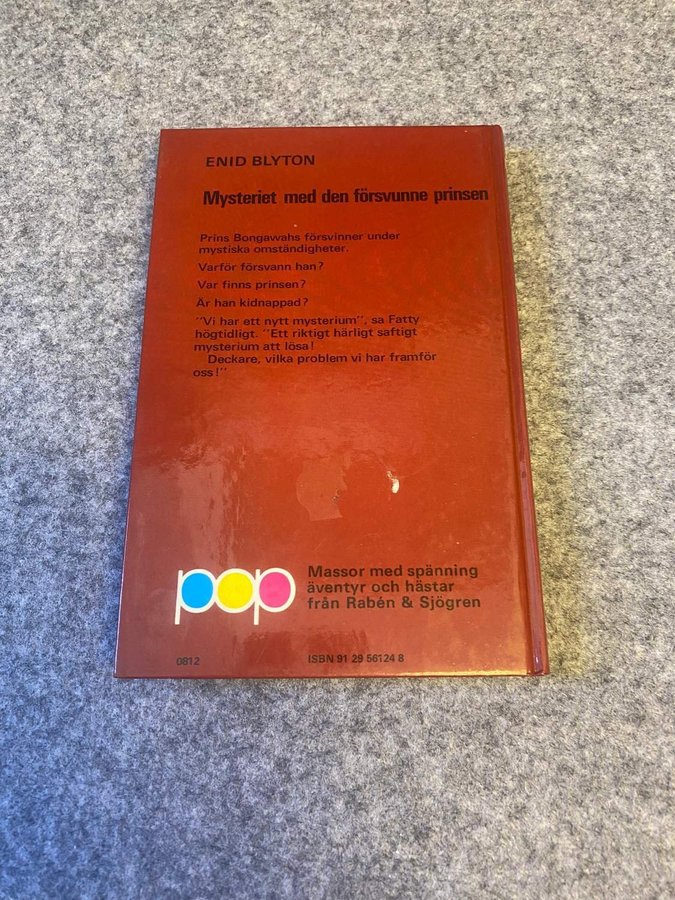 ENID BLYTON
Mysteriet med den försvunne prinsen
Prins Bongawahs försvinner under
mystiska omständigheter.
Varför försvann han?
Var finns prinsen?
Är han kidnappad?
"Vi har ett nytt mysterium", sa Fatty
högtidligt. "Ett riktigt härligt saftigt
mysterium att lösa!
Deckare, vilka problem vi har framför
oss!"
pop
Massor med spänning
äventyr och hästar
från Rabén & Sjögren
0812
ISBN 91 29 56124 8